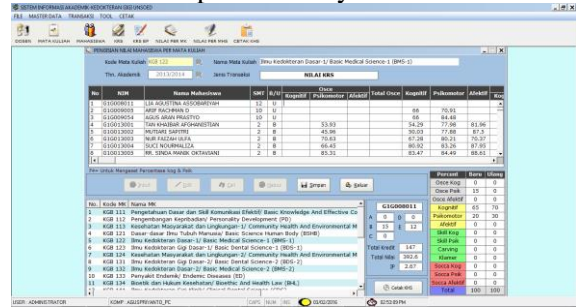 SISTEM INFORMASI AKADEMIK-KEDOKTERAN GIGI UNSOED
FILE MASTER DATA TRANSAKSI TOOL CETAK
DOSEN MATA KULIAH MAHASISWA KRS KRS SP NILAI PER MK NILAI PER MHS CETAK KHS
PENGISIAN NILAI MAHASISWA PER MATA KULIAH
Kode Mata Kuliah KGB 122 Nama Mata Kuliah Ilmu Kedokteran Dasar-1/ Basic Medical Science-1 (BMS-1)
Thn. Akademik 2013/2014 Jenis Transaksi NILAI KRS
No NIM Nama Mahasiswa SMT B/U Osce Total Osce Kognitif Psikomotor Afektif
Kognitif Psikomotor Afektif
1 G1G008011 LIA AGUSTINA ASSOBARIYAH 12 U
2 G1G009003 ARIF RACHMAN D 10 U 66 70,91
3 G1G009054 AGUS ARAN PRASTYO 10 U 66 84,48
4 G1G013001 TAN KHAIBAR AFGHANISTIAN 2 B 53.93 54,29 77,98 81,96
5 G1G013002 MUTIARI SAPITRI 2 B 45.96 50,03 77,88 87,5
6 G1G013003 NUR FAIZAH ULFA 2 B 70.63 67,28 80,21 70,37
7 G1G013004 SUCI NOURMALIZA 2 B 66.45 80,92 83,26 87,95
8 G1G013005 RR. SINDA MANIK OKTAVIANI 2 B 85.31 83,47 84,49 88,61
F4= Untuk Mengeset Percentase Kog & Psik
Simpan Keluar
Percent Baru Ulang
Osce Kog 0 0
Osce Psik 15 0
Osce Afektif 0 0
Kognitif 65 70
Psikomotor 20 30
Afektif 0 0
Skill Kog 0 0
Skill Psik 0 0
Carving 0 0
Klamer 0 0
Socca Kog 0 0
Socca Psik 0 0
Socca Afektif 0 0
Total 100 100
No. Kode MK Nama MK
1 KGB 111 Pengetahuan Dasar dan Skill Komunikasi Efektif/ Basic Knowledge And Effective Co
2 KGB 112 Pengembangan Kepribadian/ Personality Development (PD)
3 KGB 113 Kesehatan Masyarakat dan Lingkungan-1/ Community Health And Environmental M
4 KGB 121 Dasar-dasar Ilmu Tubuh Manusia/ Basic Science Human Body (BSHB)
5 KGB 122 Ilmu Kedokteran Dasar-1/ Basic Medical Science-1 (BMS-1)
6 KGB 123 Ilmu Kedokteran Gigi Dasar-1/ Basic Dental Science-1 (BDS-1)
7 KGB 124 Kesehatan Masyarakat dan Lingkungan-2/ Community Health And Environmental M
8 KGB 131 Ilmu Kedokteran Gigi Dasar-2/ Basic Dental Science-2 (BDS-2)
9 KGB 132 Ilmu Kedokteran Dasar-2/ Basic Medical Science-2 (BMS-2)
10 KGB 133 Penyakit Endemik/ Endemic Diseases (ED)
11 KGB 134 Bioetik dan Hukum Kesehatan/ Bioethic And Health Law (BHL)
G1G008011
A 0 D 0
B 15 E 12
C 0
Total Kredit 147
Total Nilai 392.6
IP 2.67
Cetak KHS
USER : ADMINISTRATOR KOMP : AGUSPRIYANTO_PC CAPS NUM INS 02/02/2016